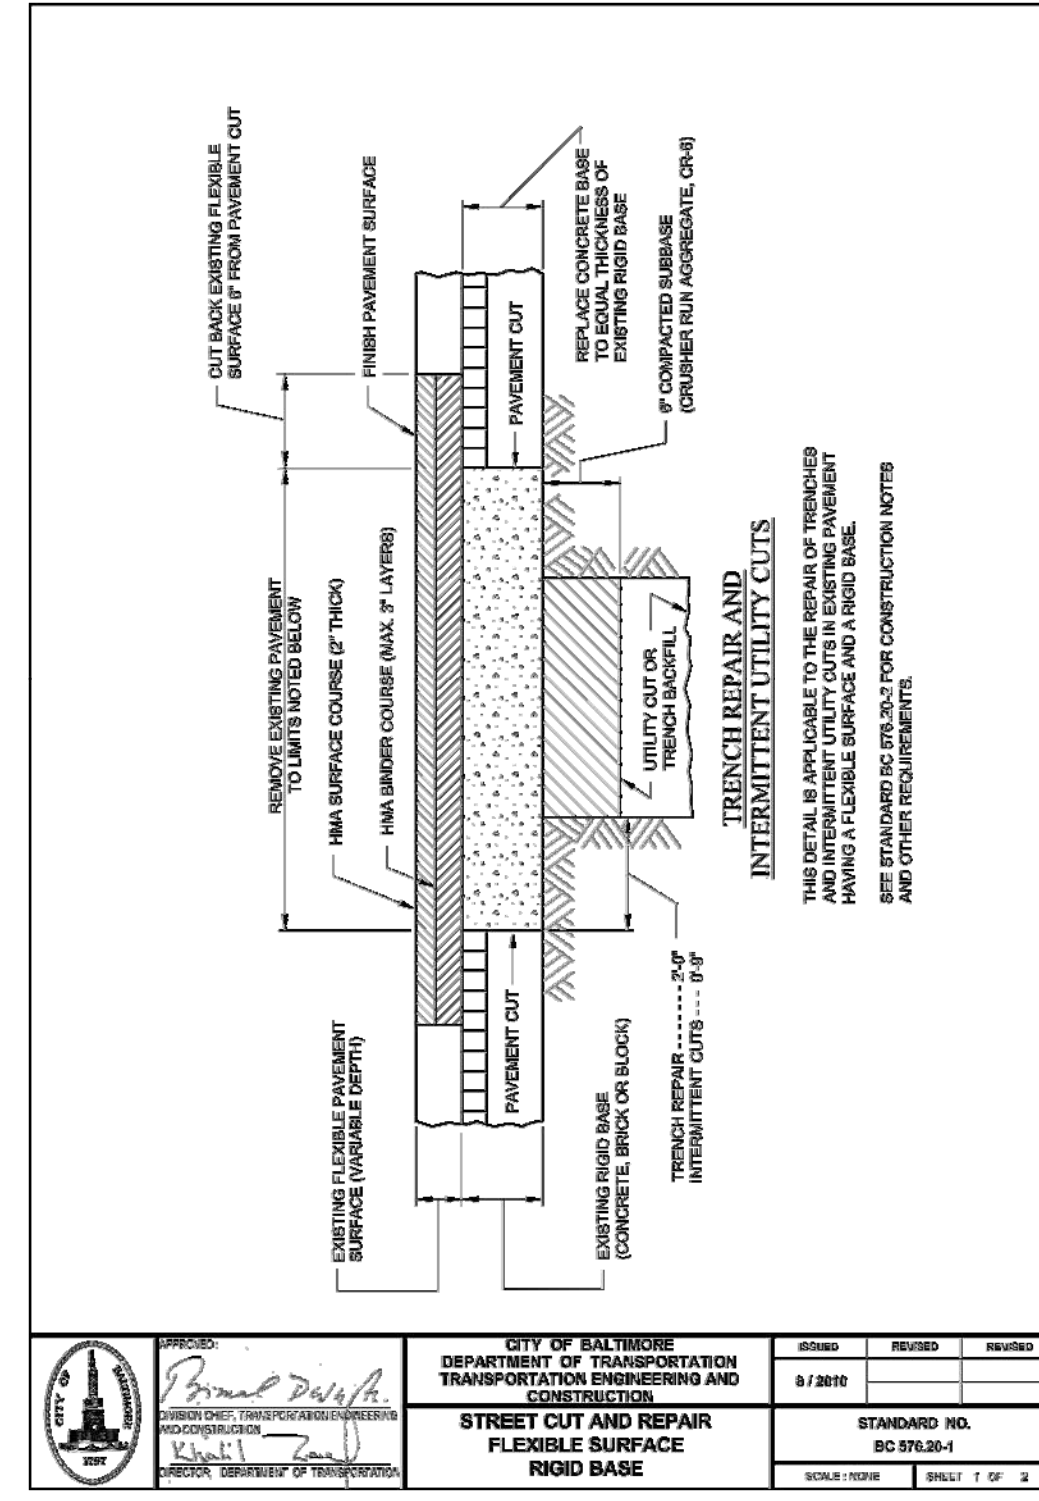 CUT BACK EXISTING FLEXIBLE
SURFACE 6" FROM PAVEMENT CUT
FINISH PAVEMENT SURFACE
REMOVE EXISTING PAVEMENT
TO LIMITS NOTED BELOW
HMA SURFACE COURSE (2" THICK)
HMA BINDER COURSE (MAX. 3" LAYERS)
EXISTING FLEXIBLE PAVEMENT
SURFACE (VARIABLE DEPTH)
PAVEMENT CUT
PAVEMENT CUT
REPLACE CONCRETE BASE
TO EQUAL THICKNESS OF
EXISTING RIGID BASE
6" COMPACTED SUBBASE
(CRUSHER RUN AGGREGATE, CR-6)
UTILITY CUT OR
TRENCH BACKFILL
EXISTING RIGID BASE
(CONCRETE, BRICK OR BLOCK)
TRENCH REPAIR - - - - - - - 2'-0"
INTERMITTENT CUTS - - - 0'-9"
TRENCH REPAIR AND
INTERMITTENT UTILITY CUTS
THIS DETAIL IS APPLICABLE TO THE REPAIR OF TRENCHES
AND INTERMITTENT UTILITY CUTS IN EXISTING PAVEMENT
HAVING A FLEXIBLE SURFACE AND A RIGID BASE.
SEE STANDARD BC 576.20-2 FOR CONSTRUCTION NOTES
AND OTHER REQUIREMENTS.
CITY OF BALTIMORE
1797
APPROVED:
DIVISION CHIEF, TRANSPORTATION ENGINEERING
AND CONSTRUCTION
Khalil
DIRECTOR, DEPARTMENT OF TRANSPORTATION
CITY OF BALTIMORE
DEPARTMENT OF TRANSPORTATION
TRANSPORTATION ENGINEERING AND
CONSTRUCTION
STREET CUT AND REPAIR
FLEXIBLE SURFACE
RIGID BASE
ISSUED REVISED REVISED
8 / 2010
STANDARD NO.
BC 576.20-1
SCALE : NONE SHEET 1 OF 2